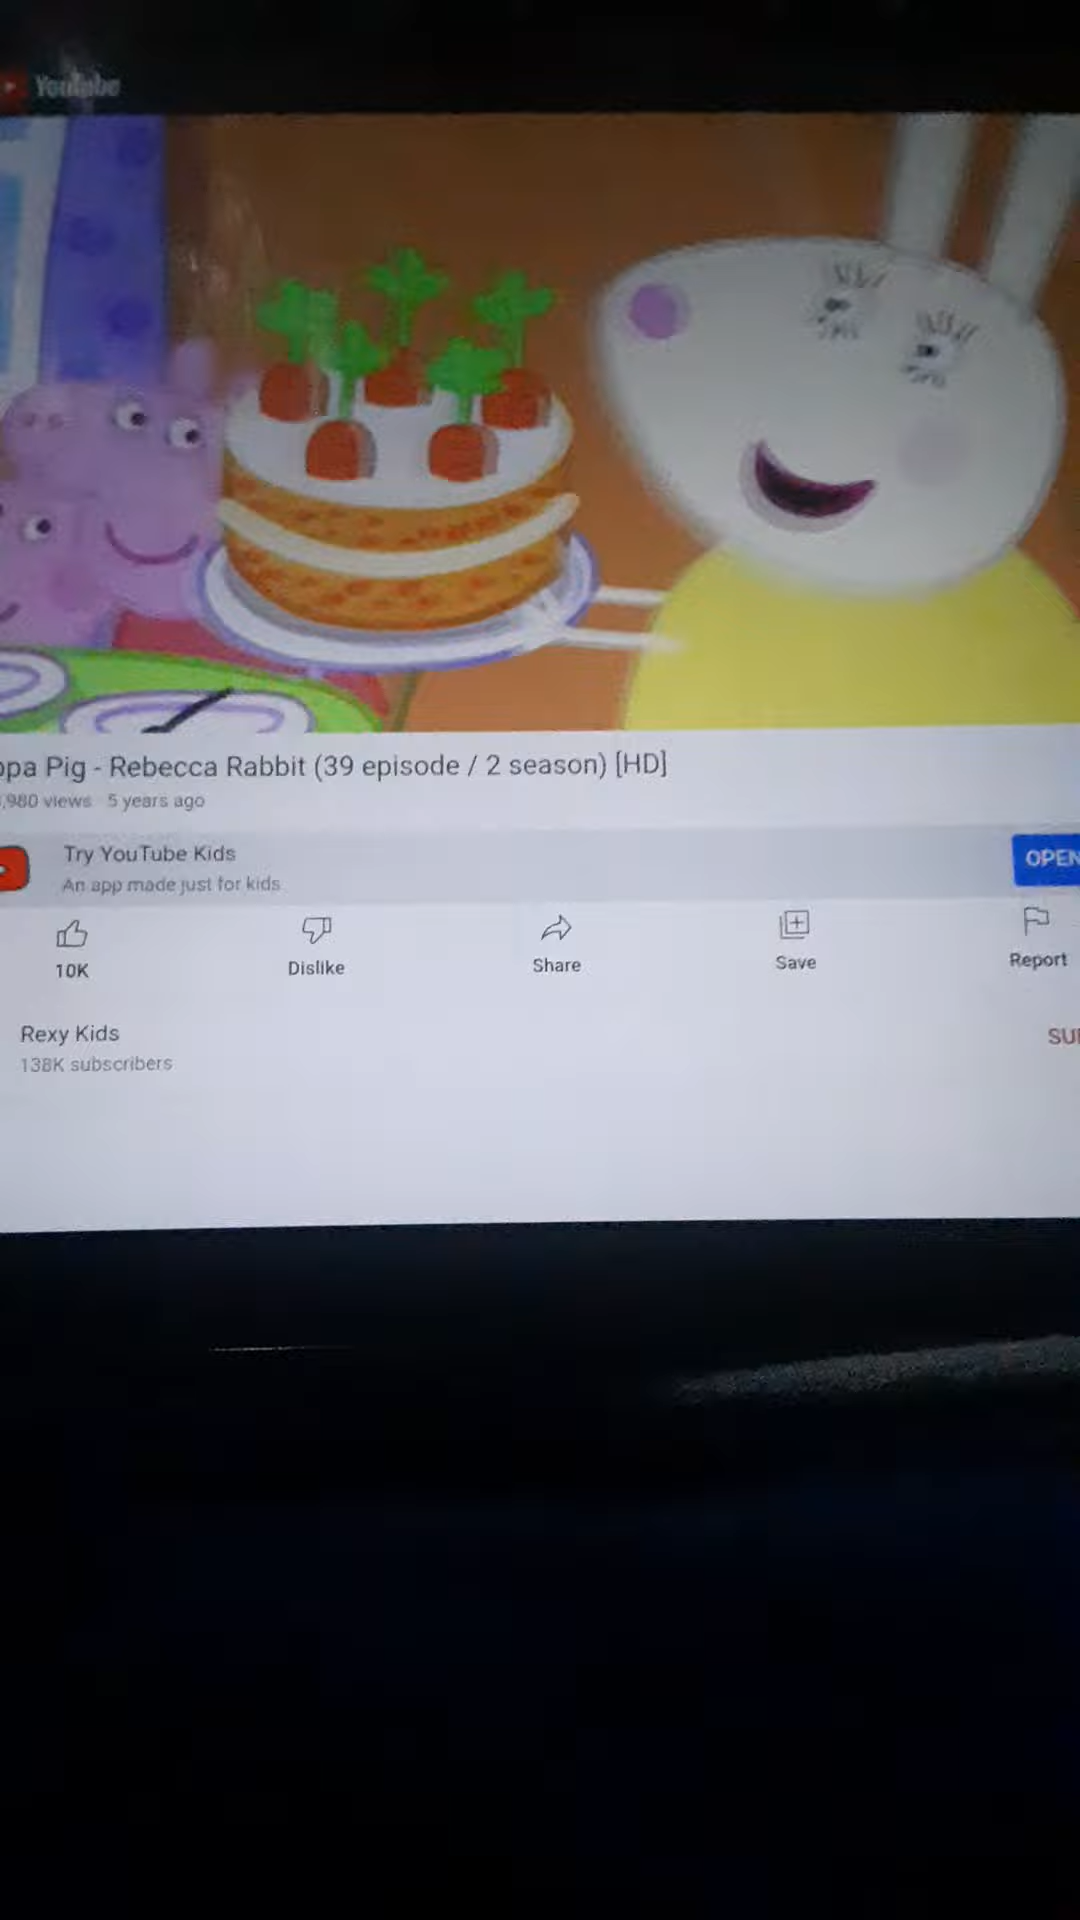 YouTube
ppa Pig - Rebecca Rabbit (39 episode / 2 season) [HD]
,980 views 5 years ago
Try YouTube Kids
An app made just for kids
OPEN
10K
Dislike
Share
Save
Report
Rexy Kids
138K subscribers
SU